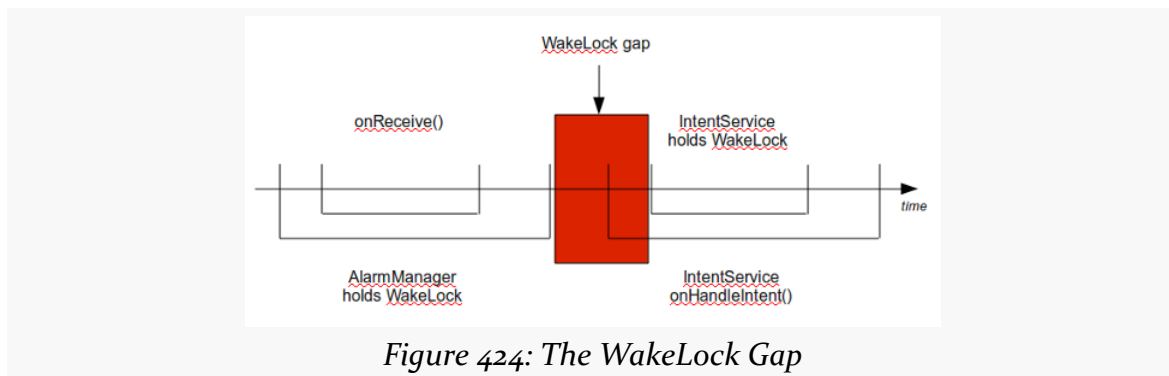 WakeLock gap
onReceive()
IntentService
holds WakeLock
time
AlarmManager
holds WakeLock
IntentService
onHandleIntent()
Figure 424: The WakeLock Gap